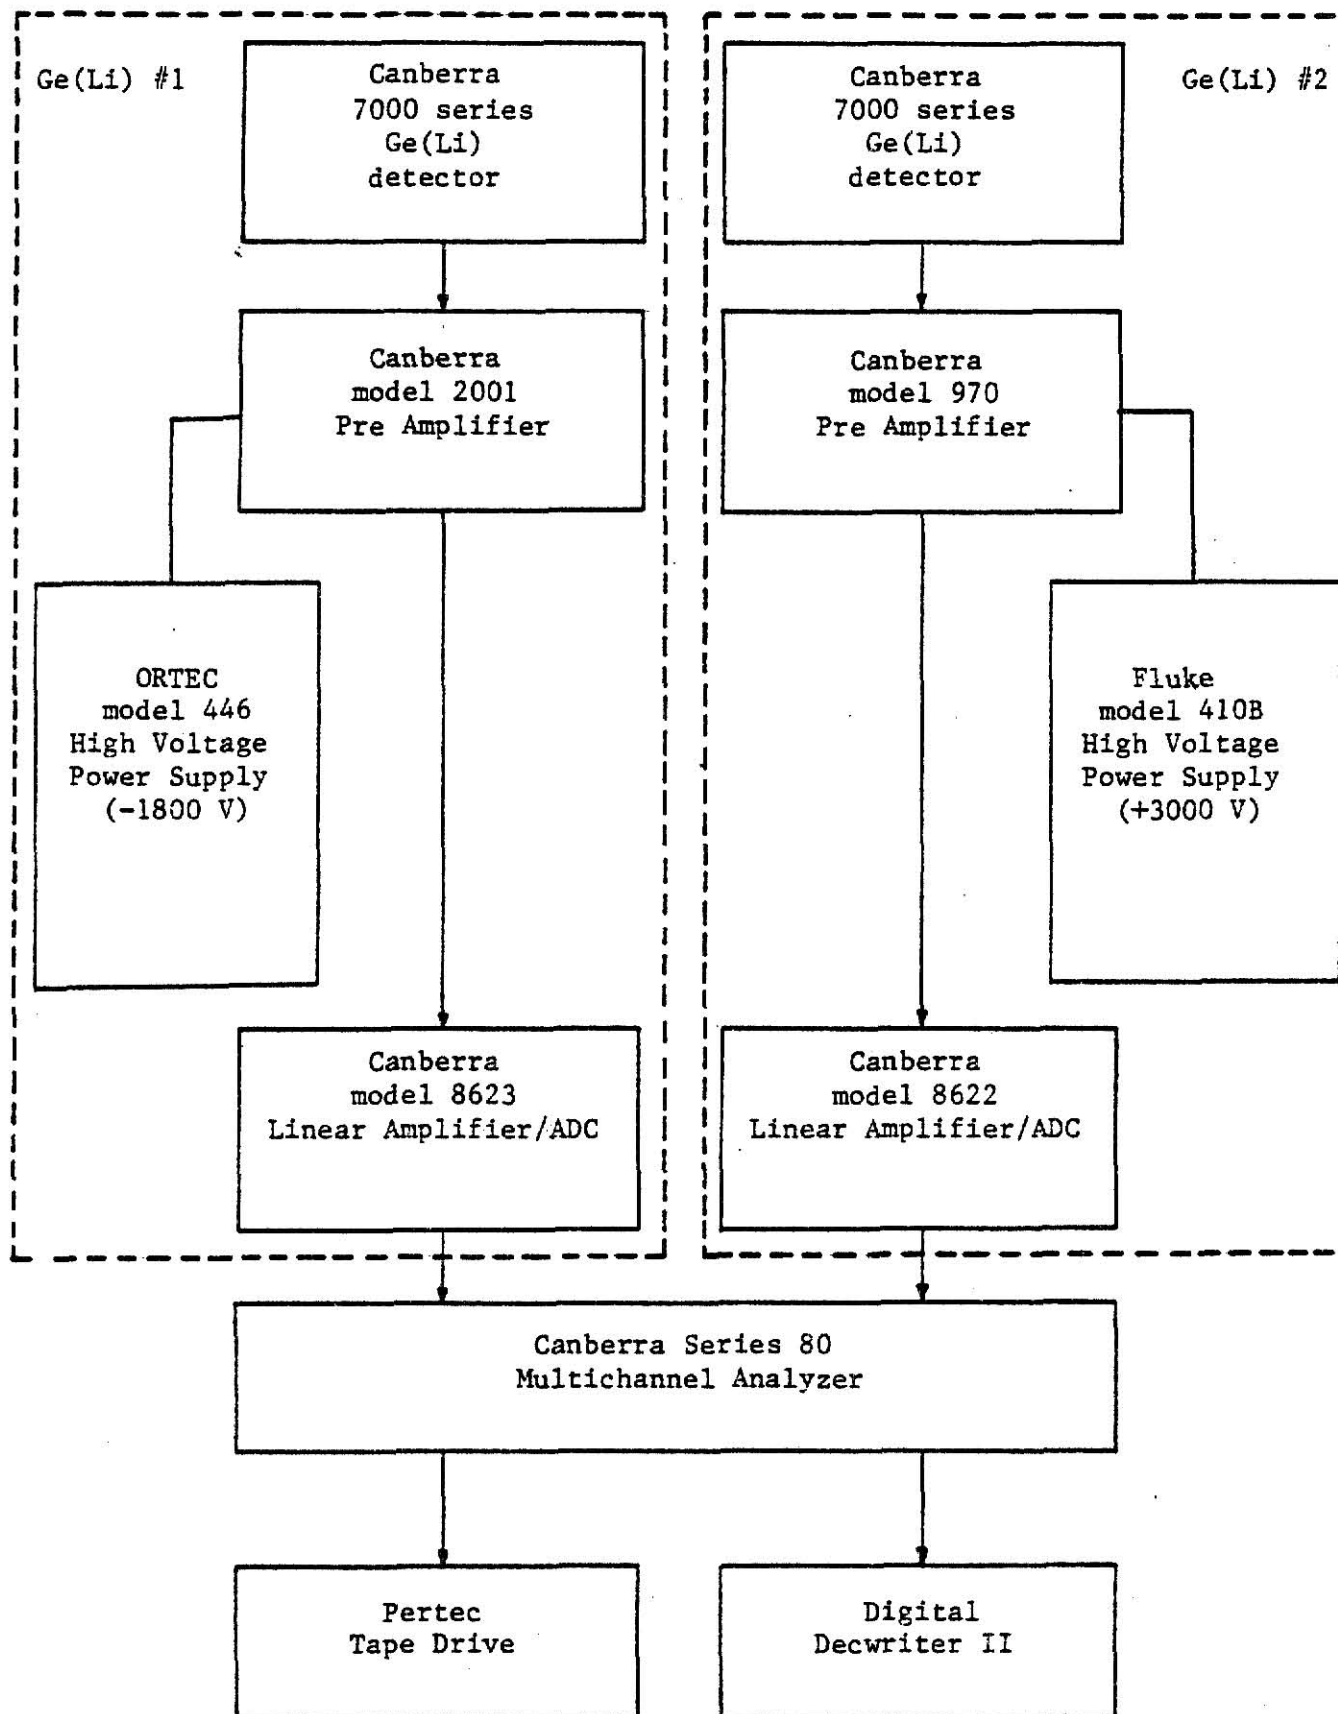 Ge(Li) #1
Canberra
7000 series
Ge(Li)
detector
Canberra
7000 series
Ge(Li)
detector
Ge(Li) #2
Canberra
model 2001
Pre Amplifier
Canberra
model 970
Pre Amplifier
ORTEC
model 446
High Voltage
Power Supply
(-1800 V)
Fluke
model 410B
High Voltage
Power Supply
(+3000 V)
Canberra
model 8623
Linear Amplifier/ADC
Canberra
model 8622
Linear Amplifier/ADC
Canberra Series 80
Multichannel Analyzer
Pertec
Tape Drive
Digital
Decwriter II